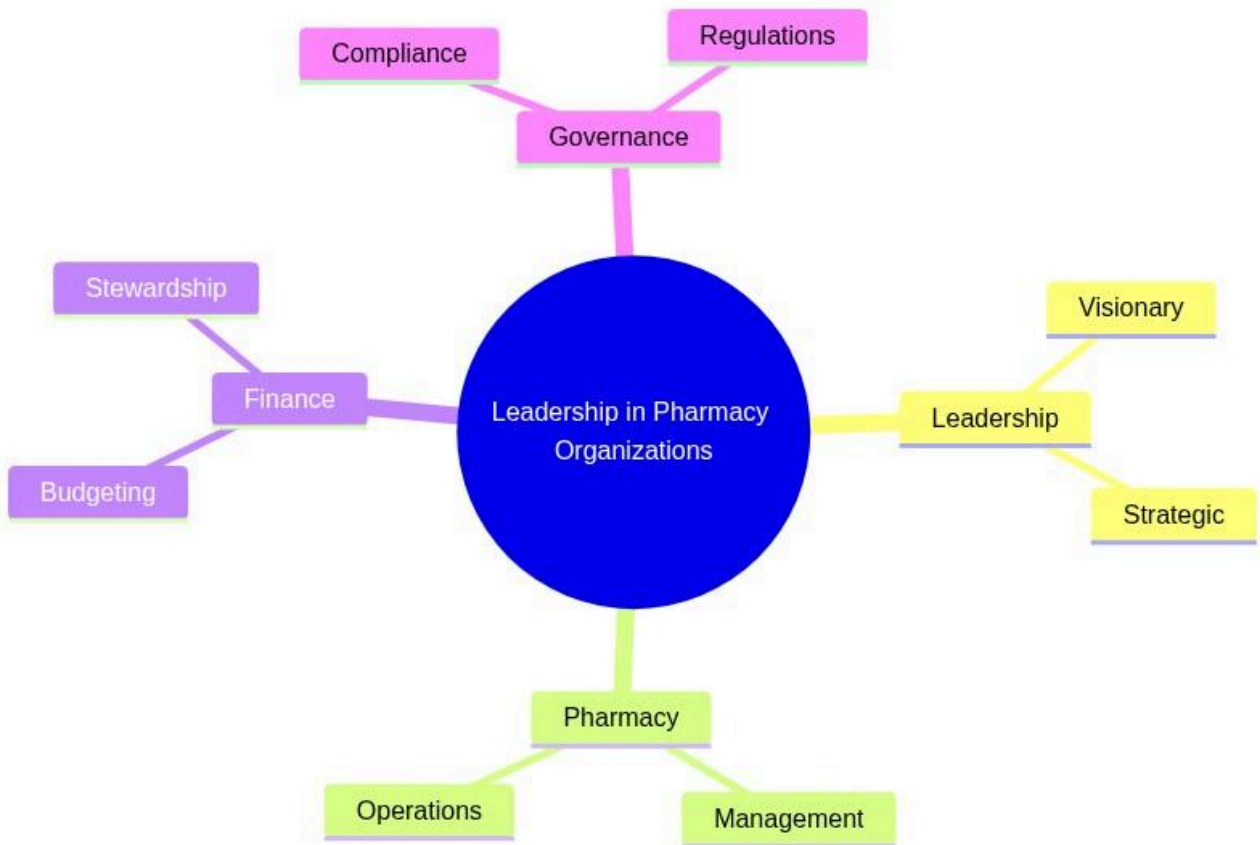 Regulations
Compliance
Governance
Stewardship
Visionary
Finance
Leadership in Pharmacy
Organizations
Leadership
Budgeting
Strategic
Pharmacy
Operations
Management